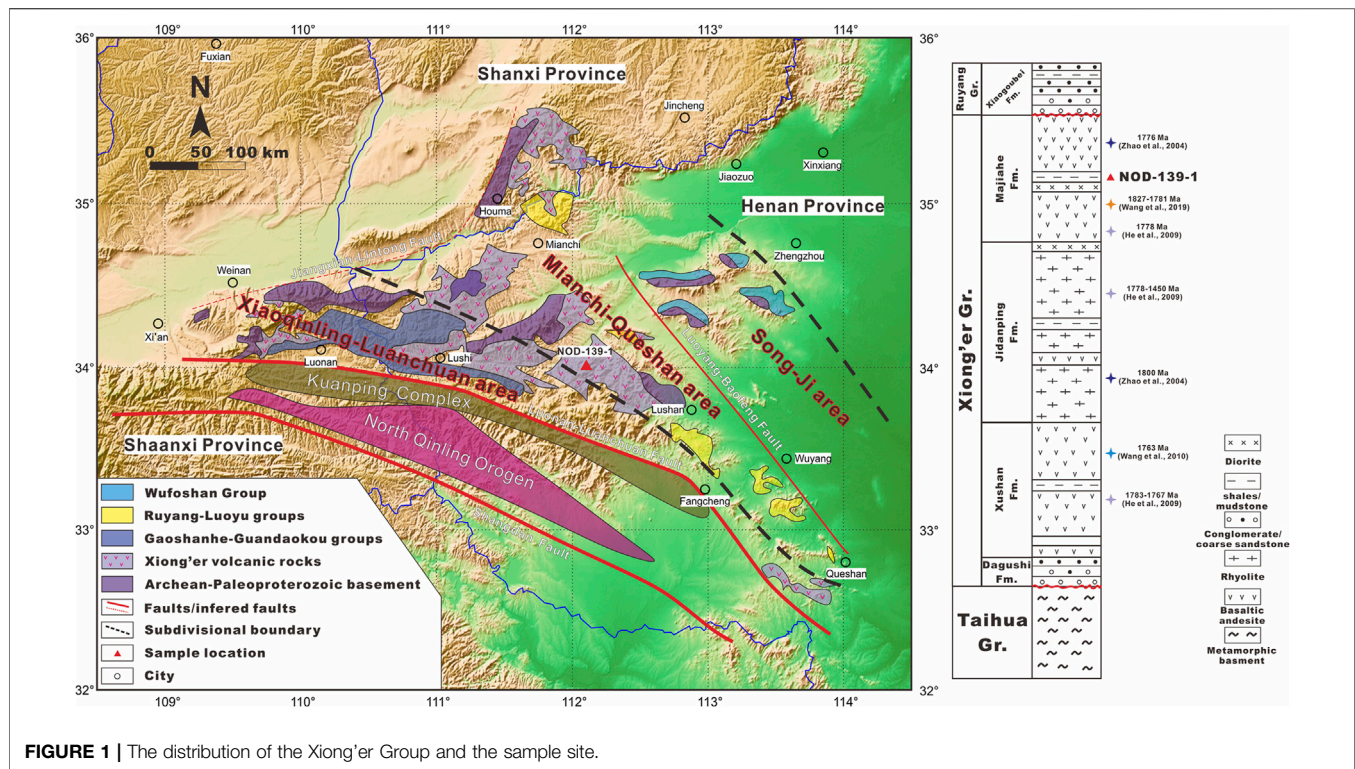 109°
110°
111°
112°
113°
114°
36°
36°
Fuxian
Shanxi Province
N
Jincheng
0 50 100 km
Xinxiang
Jiaozuo
35°
35°
Houma
Henan Province
Mianchi
Zhengzhou
Jiangxian-Lintong Fault
Weinan
Mianchi-Queshan area
Xiaoqinling-Luanchuan area
Song-Ji area
Xi'an
NOD-139-1
Luonan
Lushi
34°
34°
Kuanping Complex
Lushan
Luoyang-Baofeng Fault
North Qinling Orogen
Shaanxi Province
Wuyang
Fangcheng
33°
33°
Queshan
Wufoshan Group
Ruyang-Luoyu groups
Gaoshanhe-Guandaokou groups
Xiong'er volcanic rocks
Archean-Paleoproterozoic basement
Faults/infered faults
Subdivisional boundary
Sample location
City
32°
32°
109°
110°
111°
112°
113°
114°
Ruyang
Gr.
Xiaogoubei
Fm.
Xiong'er Gr.
Majiahe
Fm.
Jidanping
Fm.
Xushan
Fm.
Dagushi
Fm.
Taihua
Gr.
1776 Ma
(Zhao et al., 2004)
NOD-139-1
1827-1781 Ma
(Wang et al., 2019)
1778 Ma
(He et al., 2009)
1778-1450 Ma
(He et al., 2009)
1800 Ma
(Zhao et al., 2004)
1763 Ma
(Wang et al., 2010)
1783-1767 Ma
(He et al., 2009)
Diorite
shales/
mudstone
Conglomerate/
coarse sandstone
Rhyolite
Basaltic
andesite
Metamorphic
basment
FIGURE 1 | The distribution of the Xiong'er Group and the sample site.